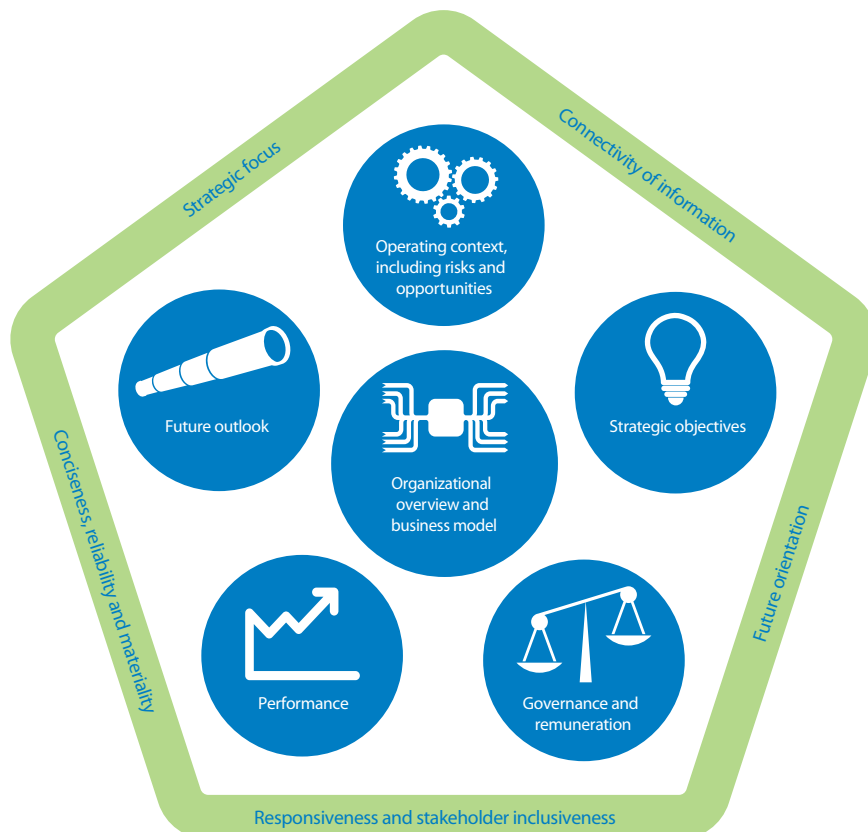 Strategic focus
Connectivity of information
Operating context,
including risks and
opportunities
Future outlook
Strategic objectives
Organizational
overview and
business model
Conciseness, reliability and materiality
Future orientation
Performance
Governance and
remuneration
Responsiveness and stakeholder inclusiveness